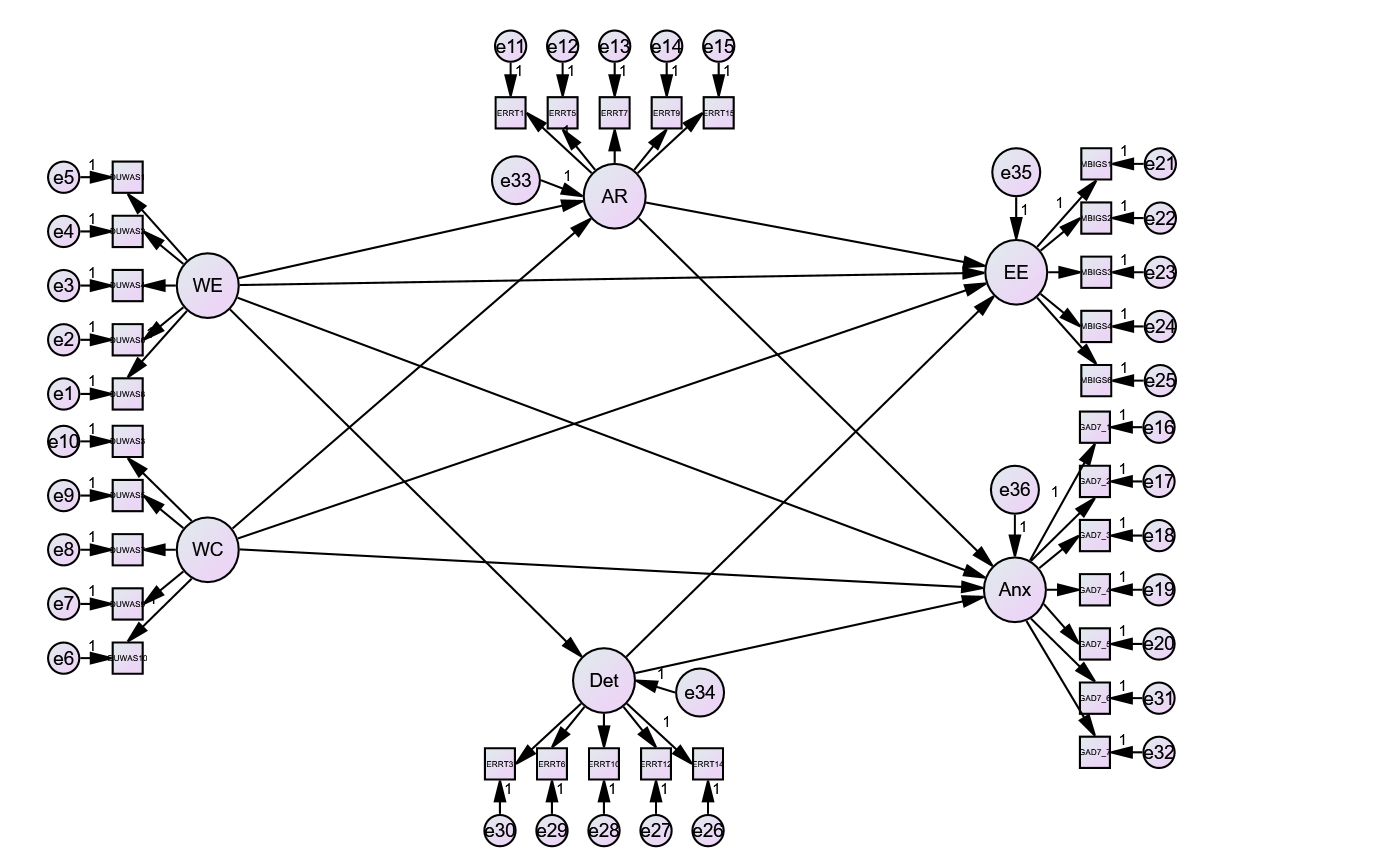 e11 e12 e13 e14 e15
1 1 1 1 1
ERRT1 ERRT5 ERRT7 ERRT9 ERRT15
e33 1 AR
e35 1 EE
1
MBIGS1 1 e21
MBIGS2 1 e22
MBIGS3 1 e23
MBIGS4 1 e24
1 e25
e5 1
e4 1
e3 1
e2 1
e1 1
WE
e10 1
e9 1
e8 1
e7 1
e6 1 DUWAS10
WC
e36 1 Anx
1
GAD7_1 1 e16
GAD7_2 1 e17
GAD7_3 1 e18
GAD7_4 1 e19
GAD7_5 1 e20
GAD7_6 1 e31
GAD7_7 1 e32
Det 1 e34
1
ERRT3 ERRT6 ERRT10 ERRT12 ERRT14
1 1 1 1 1
e30 e29 e28 e27 e26